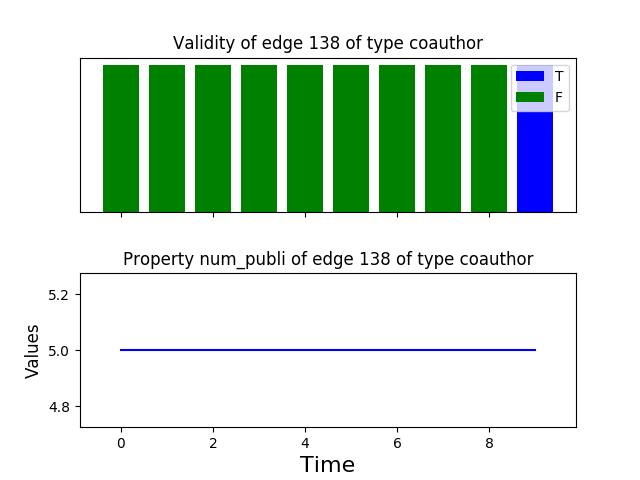 Validity of edge 138 of type coauthor
T
F
Property num_publi of edge 138 of type coauthor
5.2
5.0
4.8
Values
0 2 4 6 8
Time